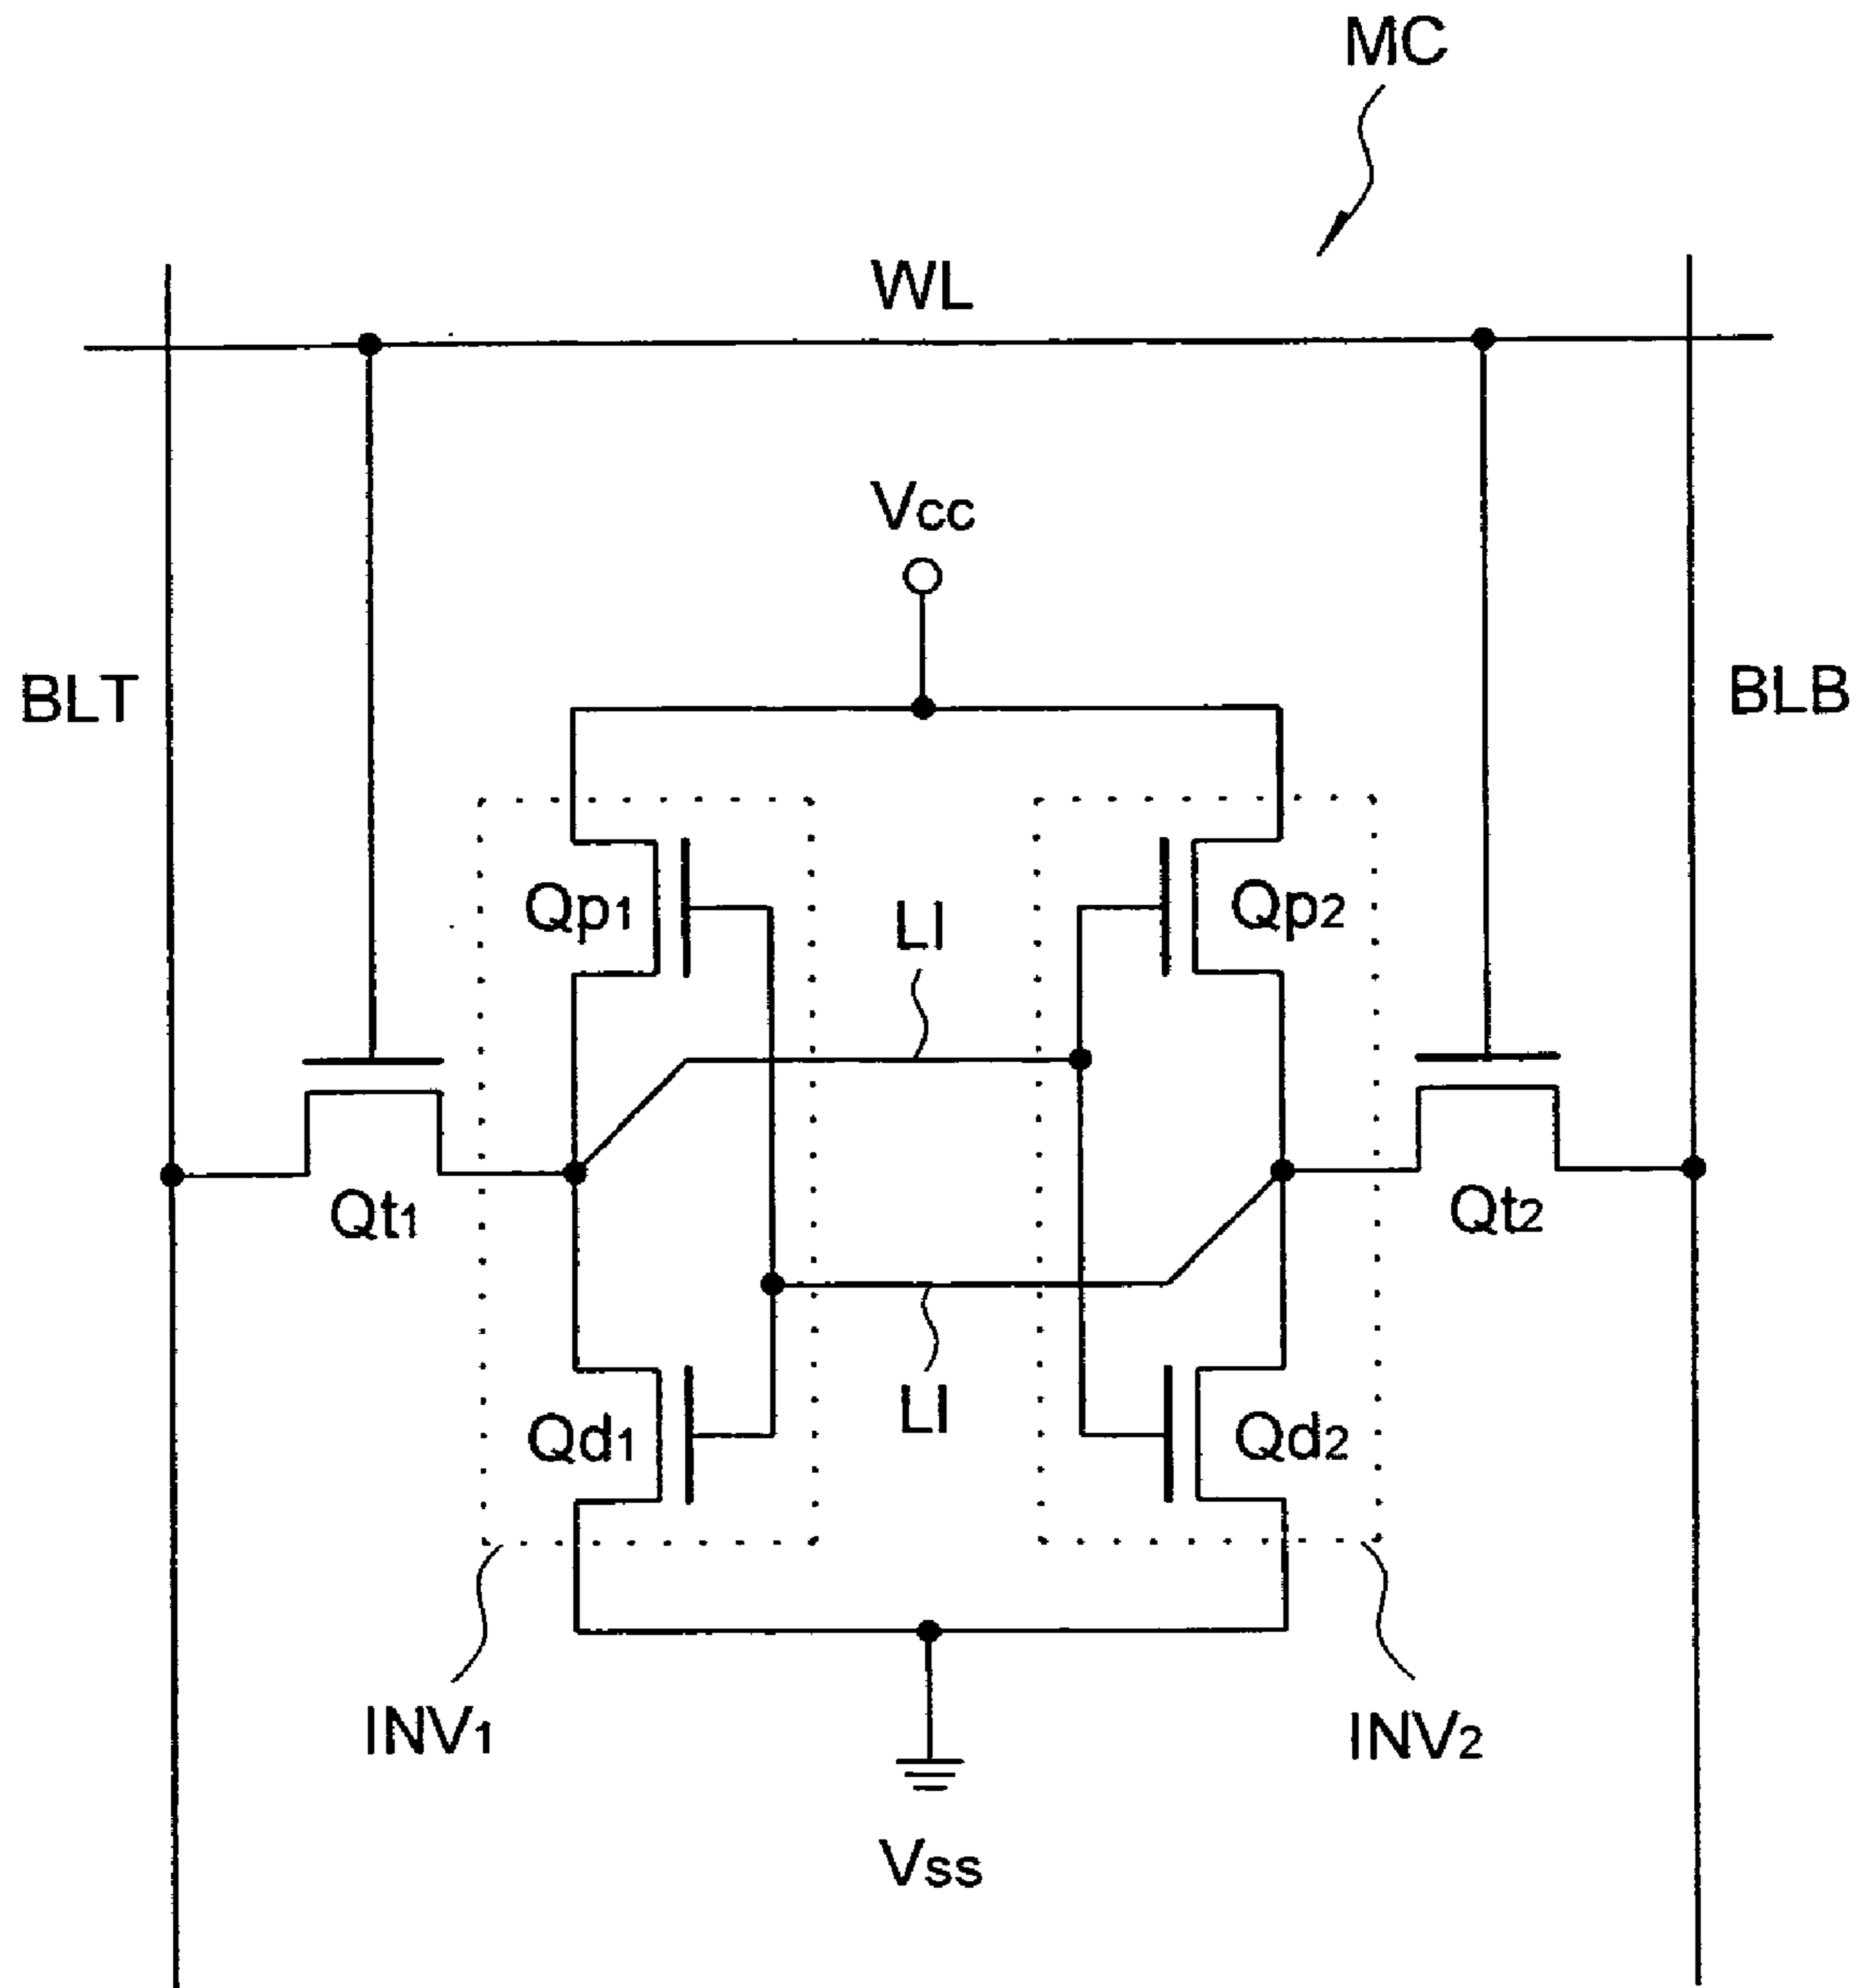 MC
WL
Vcc
BLT
BLB
Qp1
LI
Qp2
Qt1
Qt2
LI
Qd1
Qd2
INV1
INV2
Vss